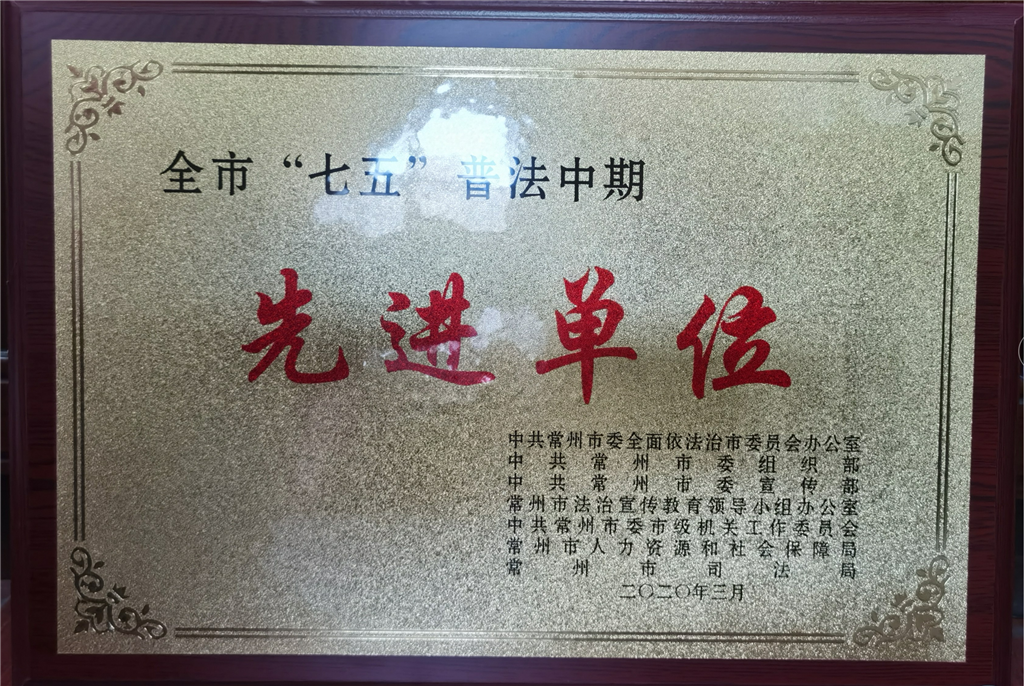 全市“七五”普法中期
先进单位
中共常州市委全面依法治市委员会办公室
中共常州市委组织部
中共常州市委宣传部
常州市法治宣传教育领导小组办公室
中共常州市委市级机关工作委员会
常州市人力资源和社会保障局
常州市司法局
二〇二〇年三月